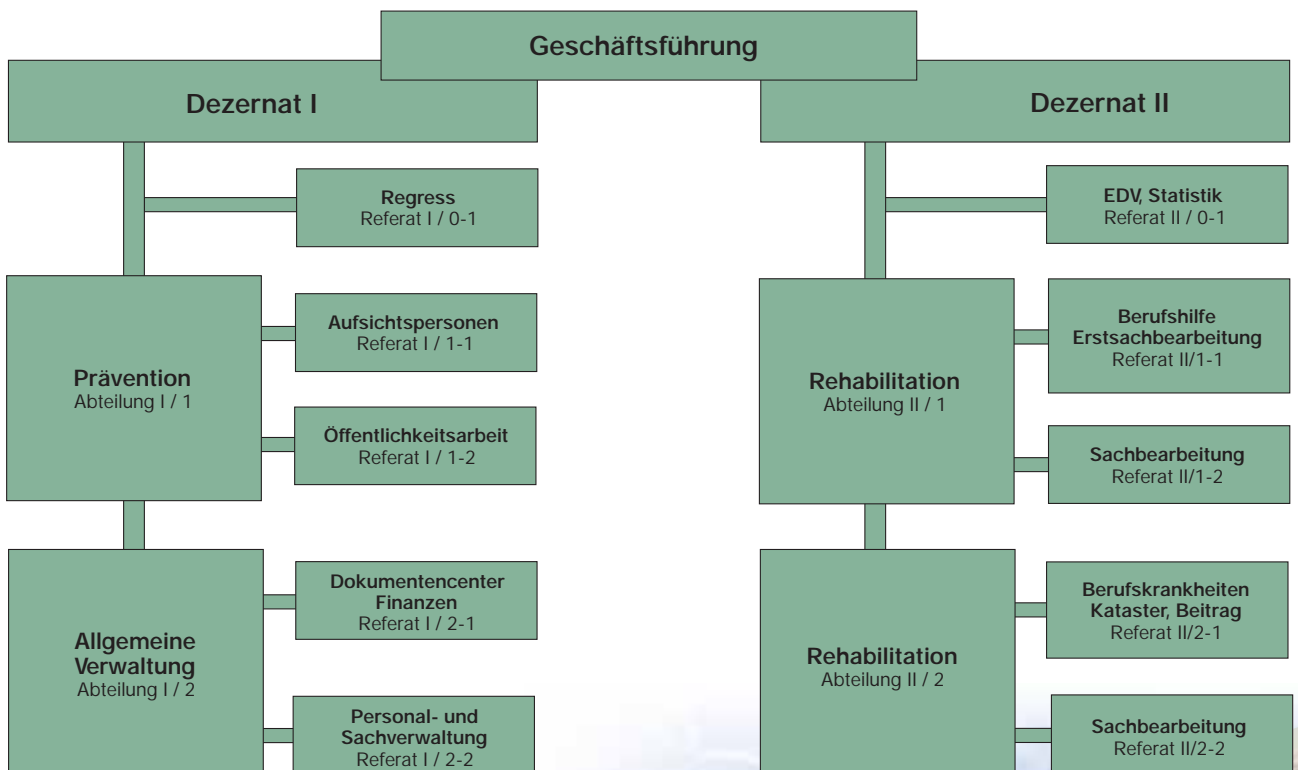 Geschäftsführung
Dezernat I
Regress
Referat I / 0-1
Prävention
Abteilung I / 1
Aufsichtspersonen
Referat I / 1-1
Öffentlichkeitsarbeit
Referat I / 1-2
Allgemeine
Verwaltung
Abteilung I / 2
Dokumentencenter
Finanzen
Referat I / 2-1
Personal- und
Sachverwaltung
Referat I / 2-2
Dezernat II
EDV, Statistik
Referat II / 0-1
Rehabilitation
Abteilung II / 1
Berufshilfe
Erstsachbearbeitung
Referat II/1-1
Sachbearbeitung
Referat II/1-2
Rehabilitation
Abteilung II / 2
Berufskrankheiten
Kataster, Beitrag
Referat II/2-1
Sachbearbeitung
Referat II/2-2